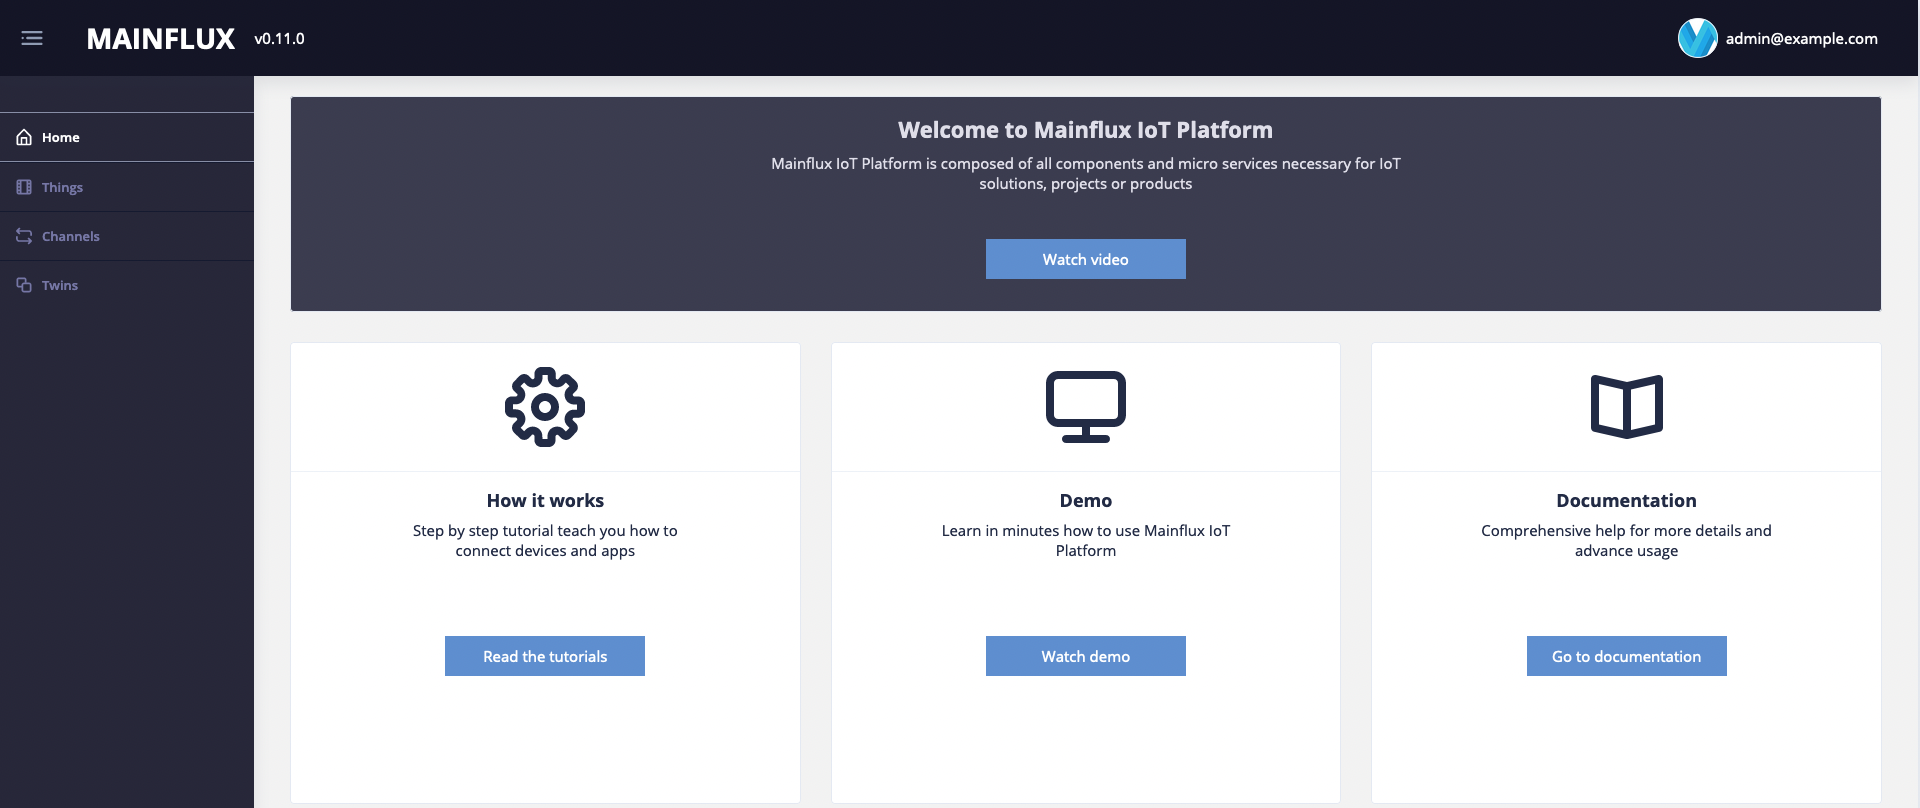 MAINFLUX v0.11.0
admin@example.com
Home
Things
Channels
Twins
Welcome to Mainflux IoT Platform
Mainflux IoT Platform is composed of all components and micro services necessary for IoT
solutions, projects or products
Watch video
How it works
Step by step tutorial teach you how to
connect devices and apps
Read the tutorials
Demo
Learn in minutes how to use Mainflux IoT
Platform
Watch demo
Documentation
Comprehensive help for more details and
advance usage
Go to documentation